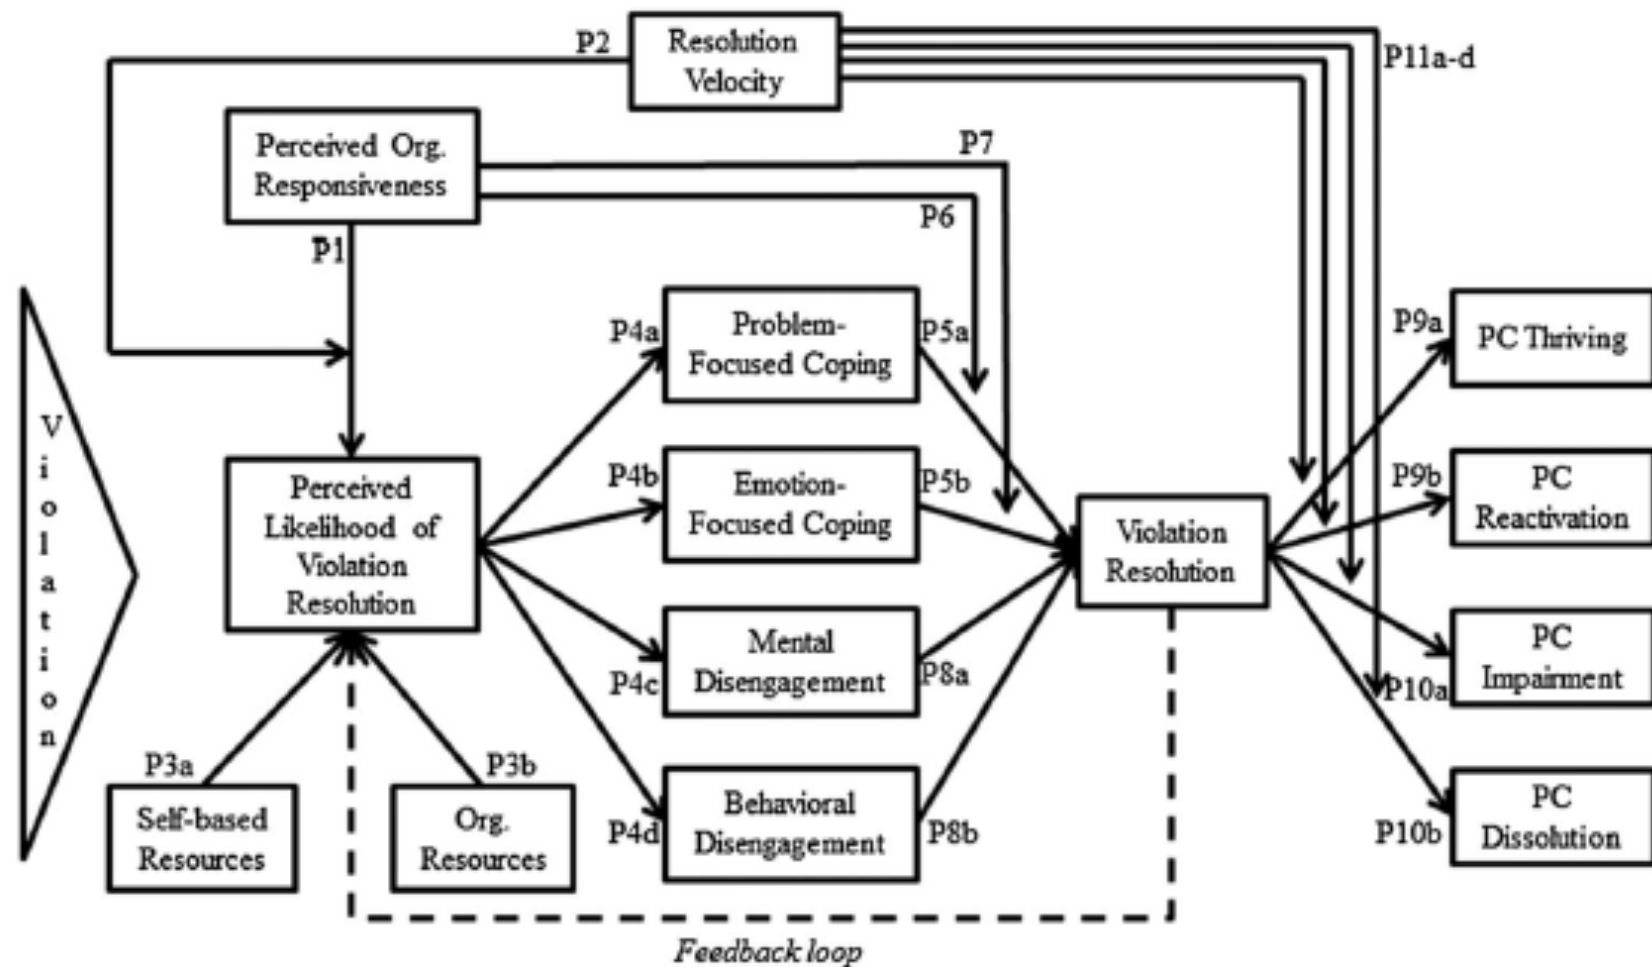 P2
Resolution
Velocity
P11a-d
Perceived Org.
Responsiveness
P7
P6
P1
Violation
Problem-
Focused Coping
P4a
P5a
P9a
PC Thriving
Perceived
Likelihood of
Violation
Resolution
P4b
Emotion-
Focused Coping
P5b
Violation
Resolution
P9b
PC
Reactivation
P4c
Mental
Disengagement
P8a
P10a
PC
Impairment
P3a
P3b
Self-based
Resources
Org.
Resources
P4d
Behavioral
Disengagement
P8b
P10b
PC
Dissolution
Feedback loop